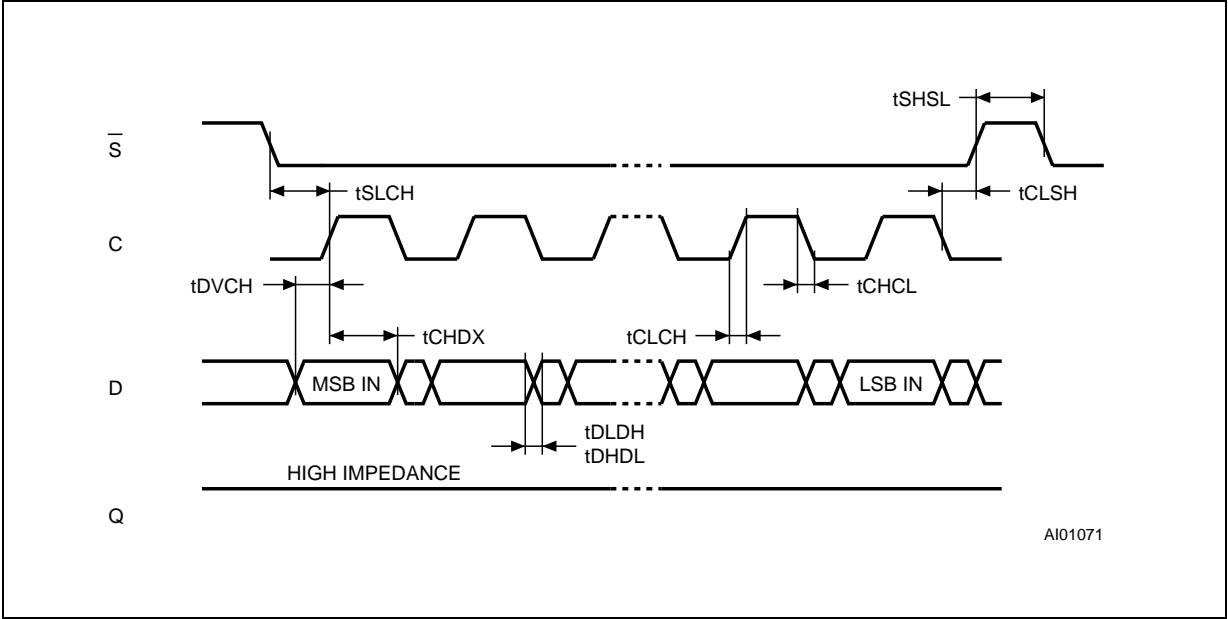 tSHSL
S̅
tSLCH
tCLSH
C
tDVCH
tCHCL
tCHDX
tCLCH
D
MSB IN
LSB IN
tDLDH
tDHDL
HIGH IMPEDANCE
Q
AI01071